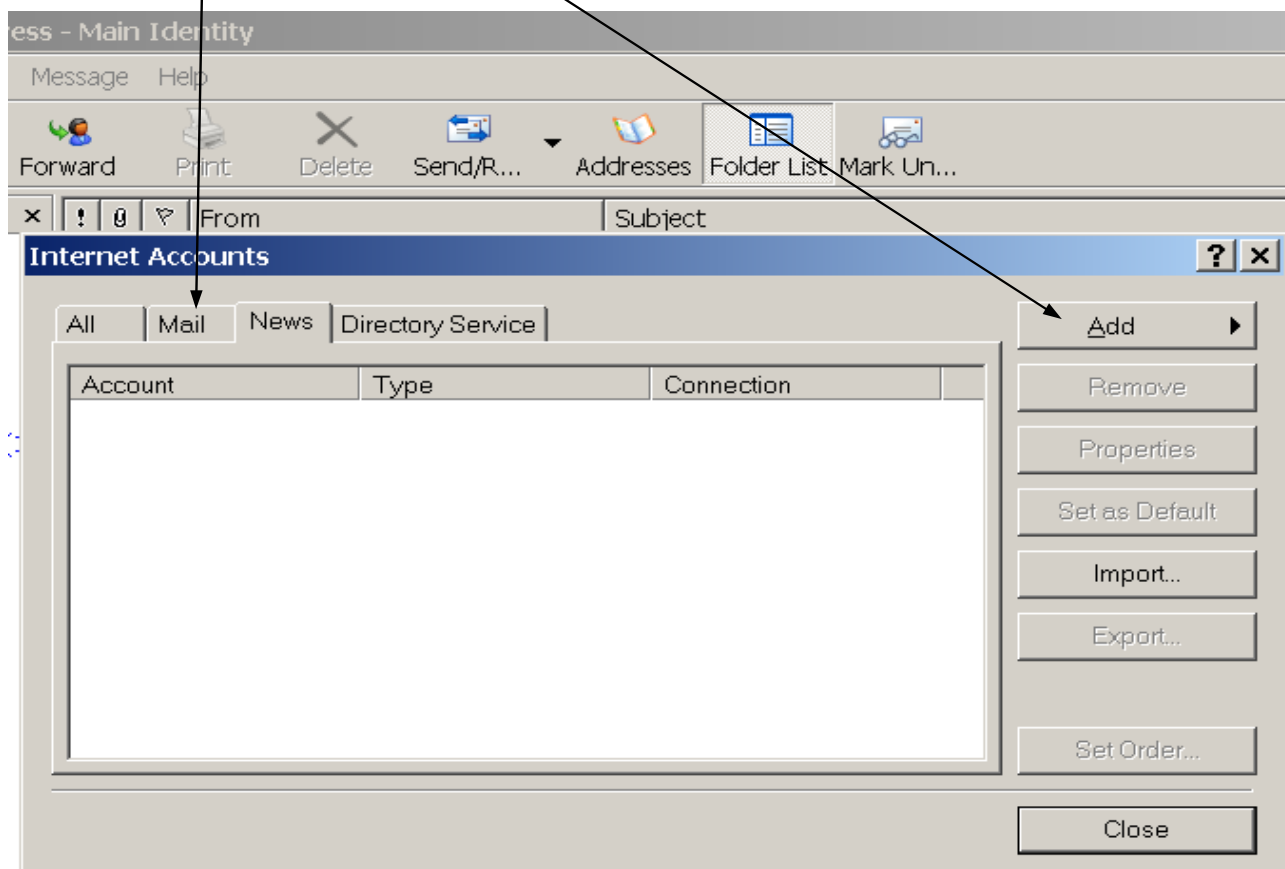 ess - Main Identity
Message Help
Forward Print Delete Send/R... Addresses Folder List Mark Un...
! From Subject
Internet Accounts
All Mail News Directory Service
Account Type Connection
Add
Remove
Properties
Set as Default
Import...
Export...
Set Order...
Close